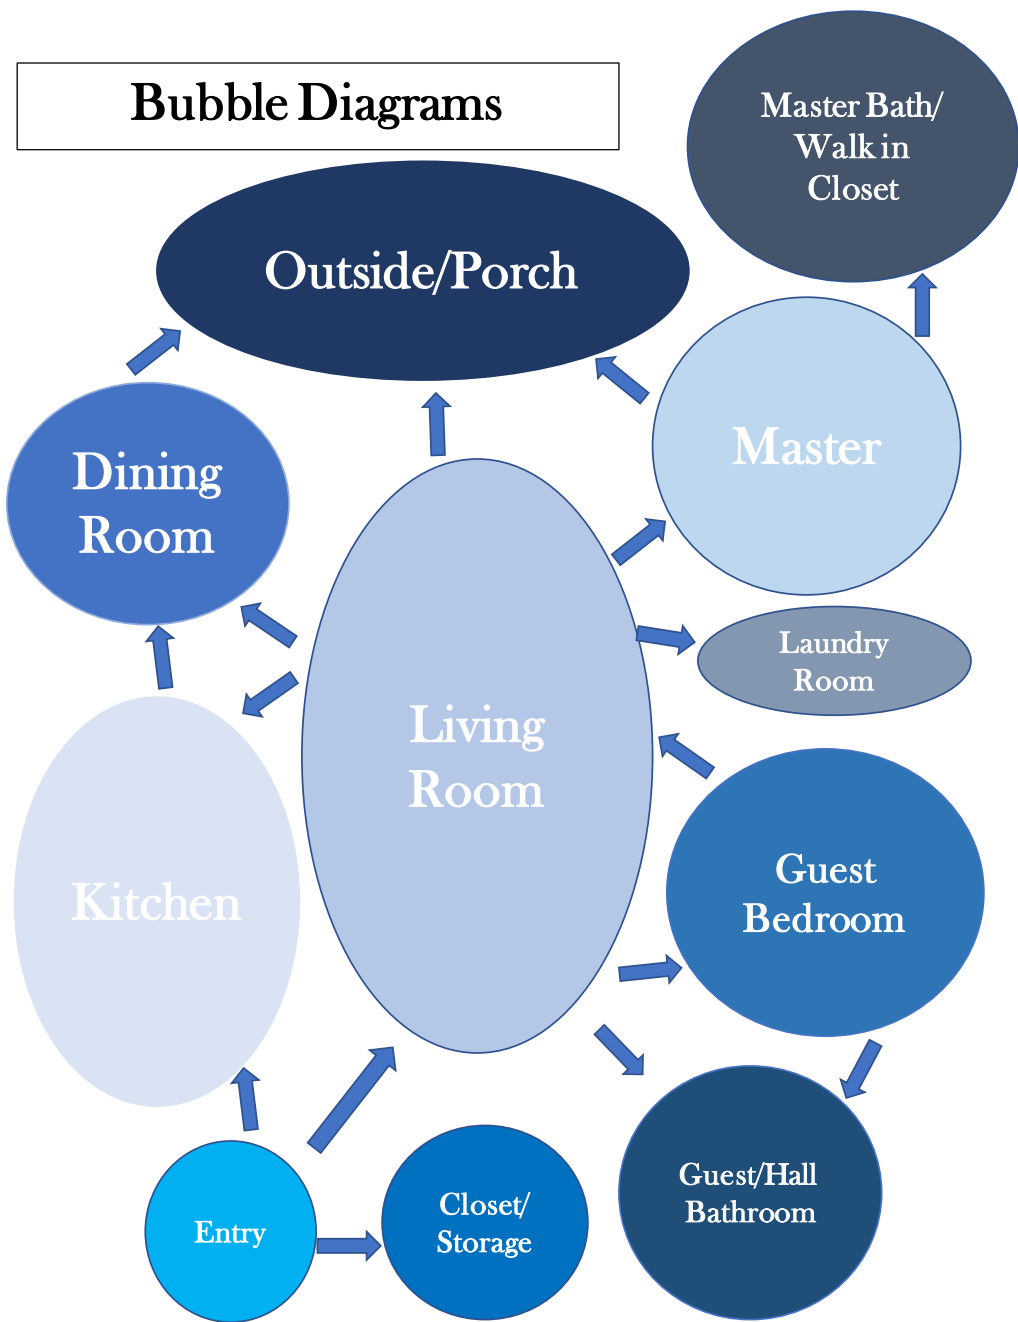 Bubble Diagrams
Master Bath/
Walk in
Closet
Outside/Porch
Master
Dining
Room
Laundry
Room
Living
Room
Kitchen
Guest
Bedroom
Entry
Closet/
Storage
Guest/Hall
Bathroom